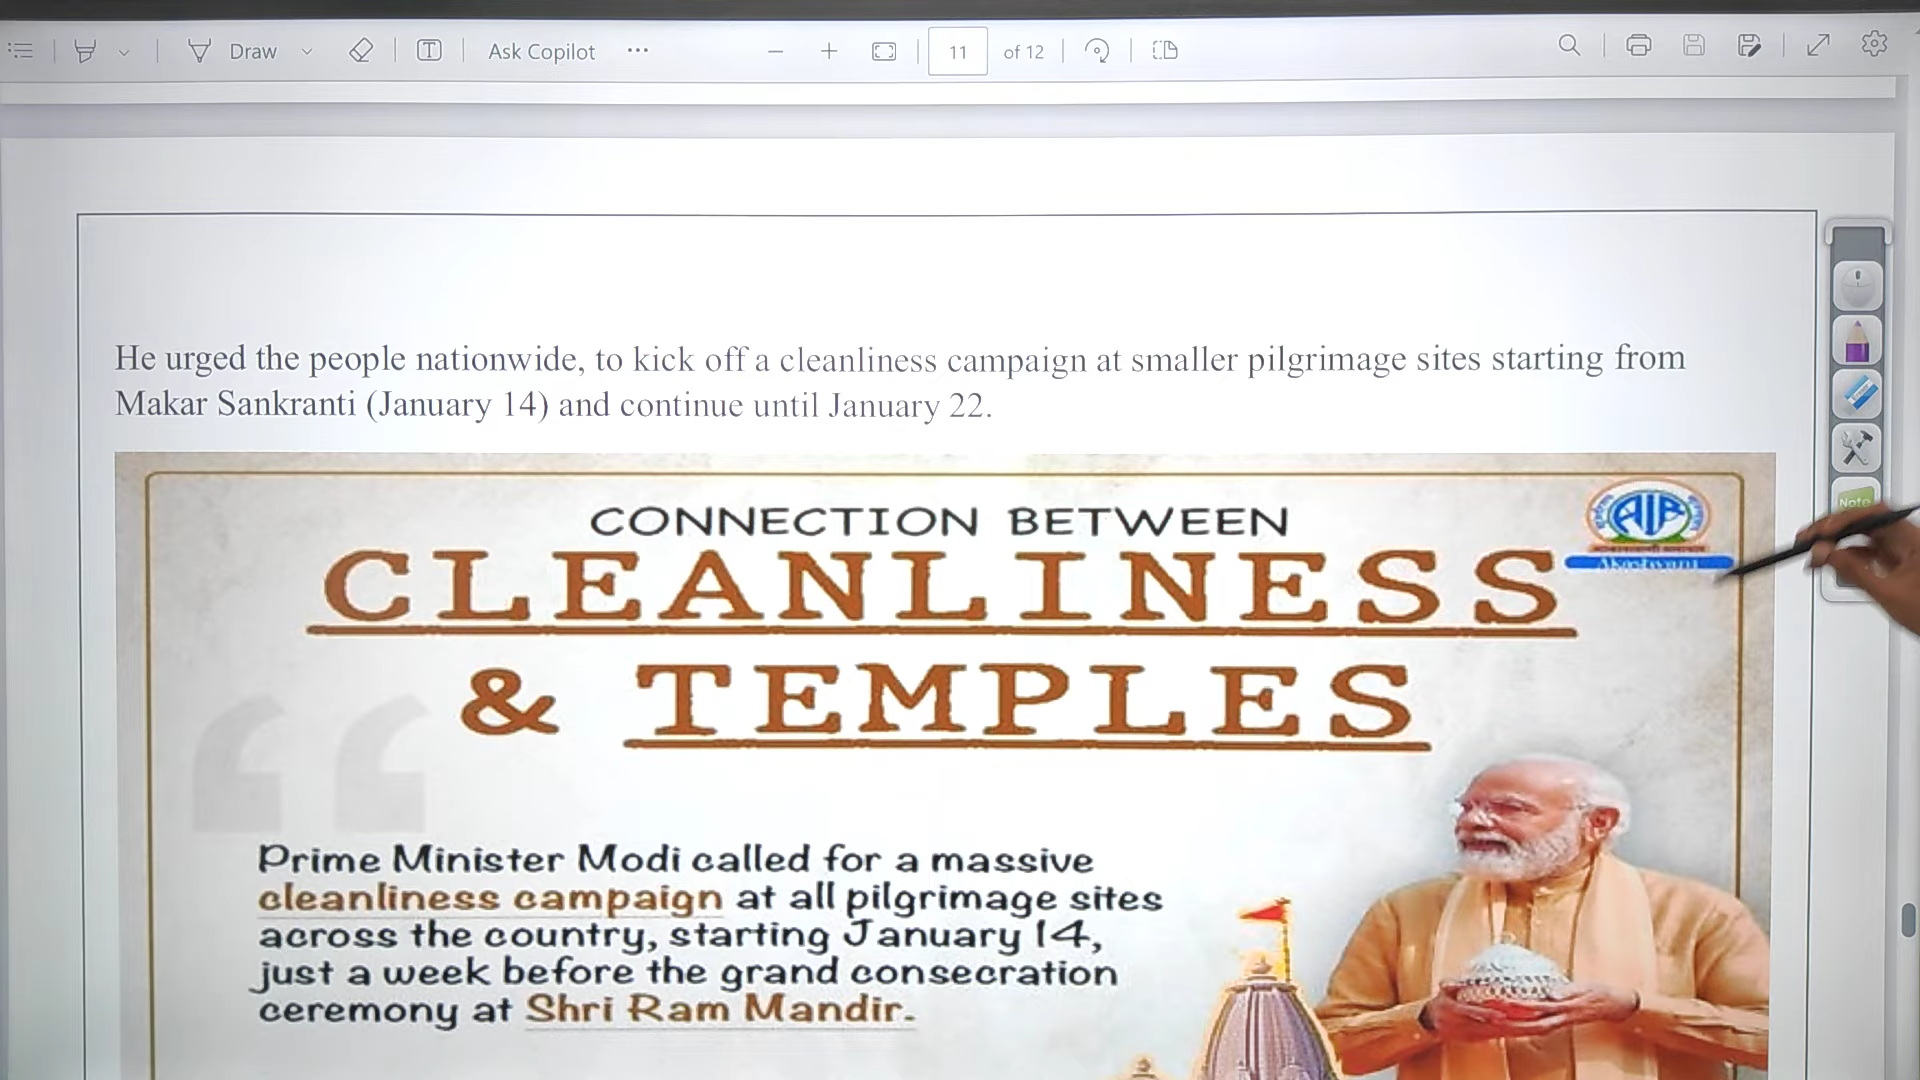 Draw
Ask Copilot
11 of 12
He urged the people nationwide, to kick off a cleanliness campaign at smaller pilgrimage sites starting from
Makar Sankranti (January 14) and continue until January 22.
CONNECTION BETWEEN
CLEANLINESS
& TEMPLES
AIR
Akashvani
Prime Minister Modi called for a massive
cleanliness campaign at all pilgrimage sites
across the country, starting January 14,
just a week before the grand consecration
ceremony at Shri Ram Mandir.
Note